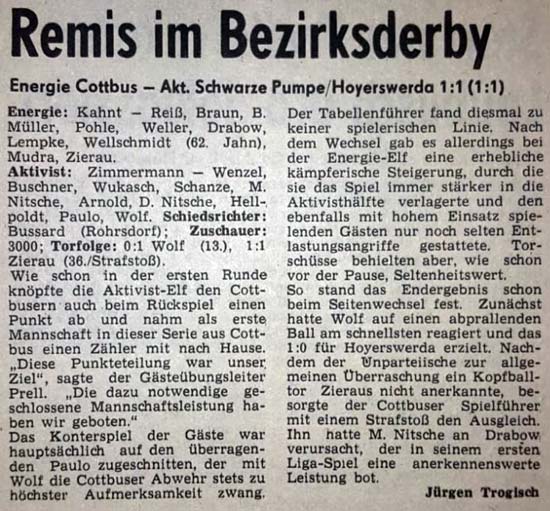 Remis im Bezirksderby
Energie Cottbus — Akt. Schwarze Pumpe/Hoyerswerda 1:1 (1:1)
Energie: Kahnt — Reiß, Braun, B.
Müller, Pohle, Weller, Drabow,
Lempke, Wellschmidt (62. Jahn),
Mudra, Zierau.
Aktivist: Zimmermann — Wenzel,
Buschner, Wukasch, Schanze, M.
Nitsche, Arnold, D. Nitsche, Hell-
poldt, Paulo, Wolf. Schiedsrichter:
Bussard (Rohrsdorf); Zuschauer:
3000; Torfolge: 0:1 Wolf (13.), 1:1
Zierau (36./Strafstoß).
Wie schon in der ersten Runde
knöpfte die Aktivist-Elf den Cott-
busern auch beim Rückspiel einen
Punkt ab und nahm als erste
Mannschaft in dieser Serie aus Cott-
bus einen Zähler mit nach Hause.
„Diese Punkteteilung war unser
Ziel“, sagte der Gästeübungsleiter
Prell. „Die dazu notwendige ge-
schlossene Mannschaftsleistung ha-
ben wir geboten.“
Das Konterspiel der Gäste war
hauptsächlich auf den überragen-
den Paulo zugeschnitten, der mit
Wolf die Cottbuser Abwehr stets zu
höchster Aufmerksamkeit zwang.
Der Tabellenführer fand diesmal zu
keiner spielerischen Linie. Nach
dem Wechsel gab es allerdings bei
der Energie-Elf eine erhebliche
kämpferische Steigerung, durch die
sie das Spiel immer stärker in die
Aktivisthälfte verlagerte und den
ebenfalls mit hohem Einsatz spie-
lenden Gästen nur noch selten Ent-
lastungsangriffe gestattete. Tor-
schüsse behielten aber, wie schon
vor der Pause, Seltenheitswert.
So stand das Endergebnis schon
beim Seitenwechsel fest. Zunächst
hatte Wolf auf einen abprallenden
Ball am schnellsten reagiert und das
1:0 für Hoyerswerda erzielt. Nach-
dem der Unparteiische zur all-
gemeinen Überraschung ein Kopfball-
tor Zieraus nicht anerkannte, be-
sorgte der Cottbuser Spielführer
mit einem Strafstoß den Ausgleich.
Ihn hatte M. Nitsche an Drabow
verursacht, der in seinem ersten
Liga-Spiel eine anerkennenswerte
Leistung bot.
Jürgen Trogisch